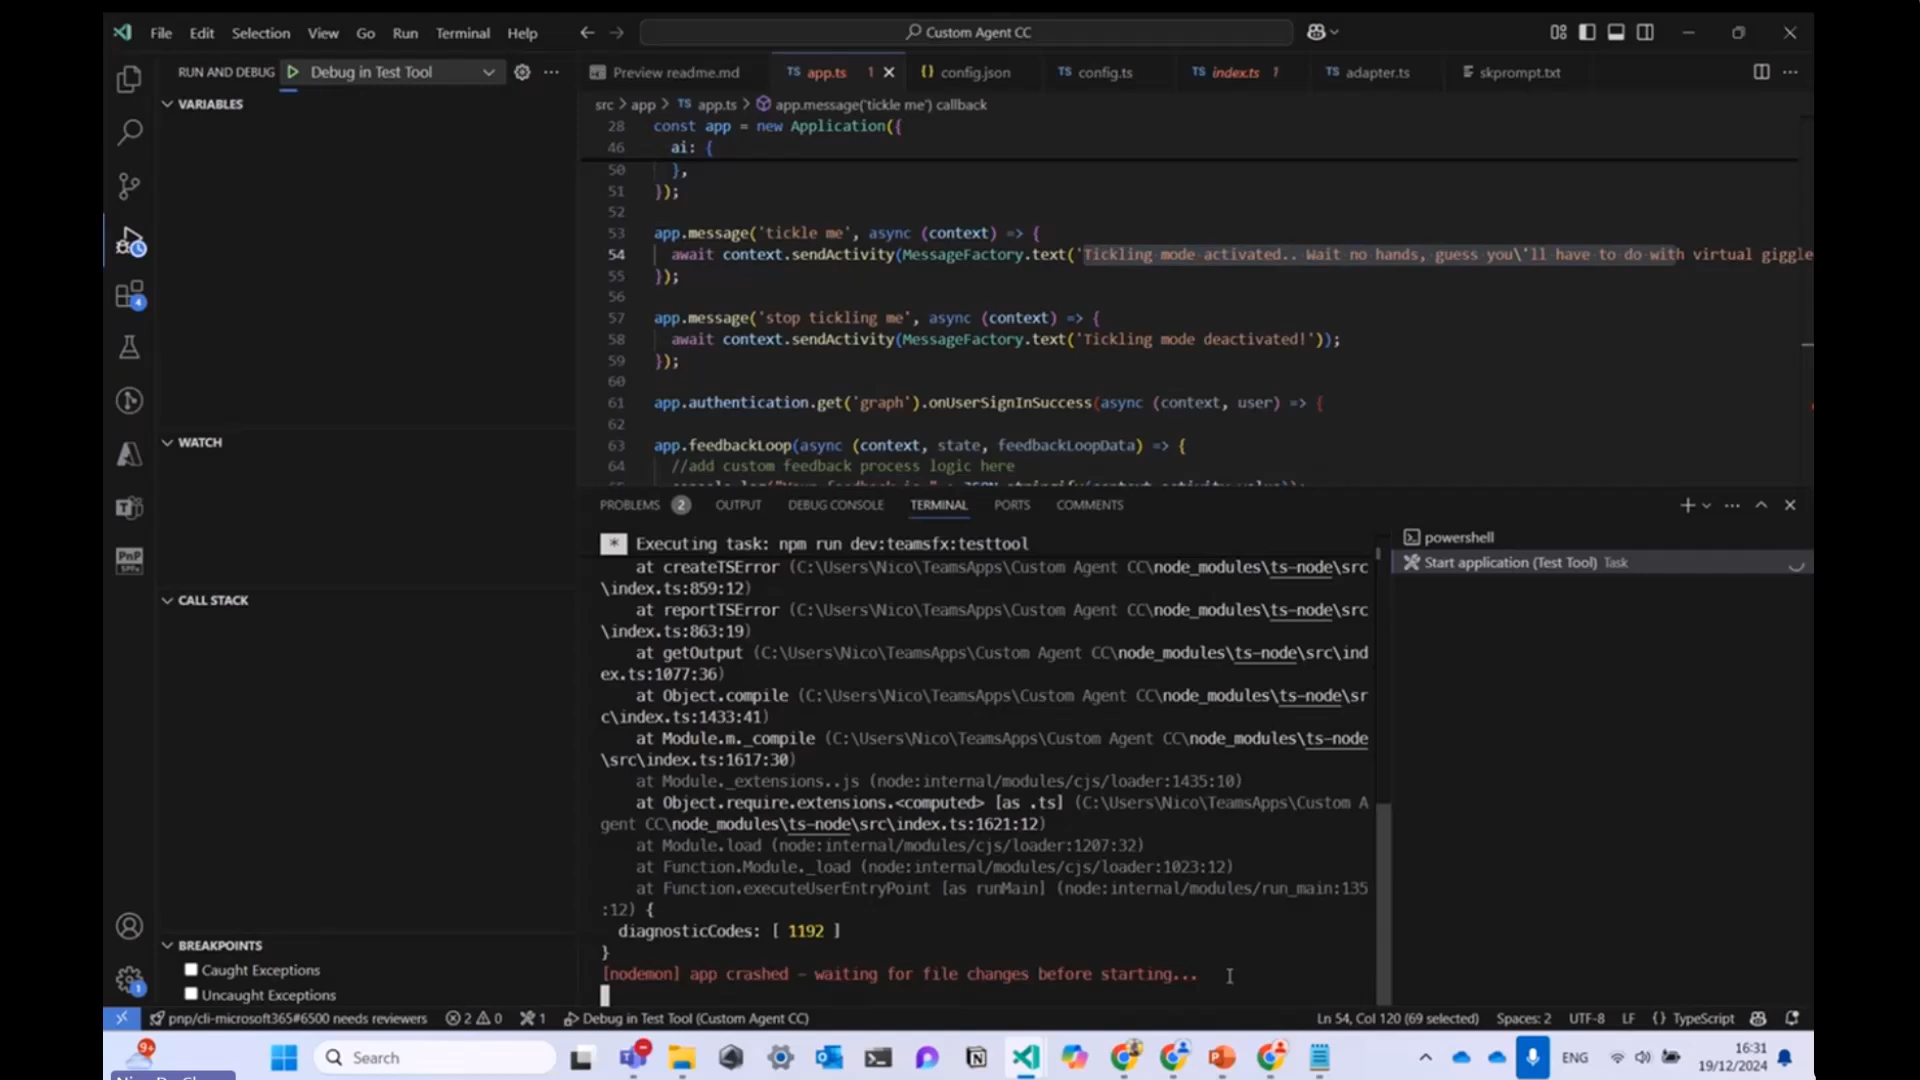 File Edit Selection View Go Run Terminal Help
Custom Agent CC
RUN AND DEBUG Debug in Test Tool
Preview readme.md
TS app.ts 1
{} config.json
TS config.ts
TS index.ts 1
TS adapter.ts
skprompt.txt
src > app > TS app.ts > app.message('tickle me') callback
VARIABLES
28 const app = new Application({
46 ai: {
50 },
51 });
52
53 app.message('tickle me', async (context) => {
54 await context.sendActivity(MessageFactory.text('Tickling mode activated.. Wait no hands, guess you\'ll have to do with virtual giggle
55 });
56
57 app.message('stop tickling me', async (context) => {
58 await context.sendActivity(MessageFactory.text('Tickling mode deactivated!'));
59 });
60
61 app.authentication.get('graph').onUserSignInSuccess(async (context, user) => {
62
63 app.feedbackLoop(async (context, state, feedbackLoopData) => {
64 //add custom feedback process logic here
4
PnP
SPFx
1
WATCH
CALL STACK
BREAKPOINTS
Caught Exceptions
Uncaught Exceptions
PROBLEMS 2 OUTPUT DEBUG CONSOLE TERMINAL PORTS COMMENTS
* Executing task: npm run dev:teamsfx:testtool
at createTSError (C:\Users\Nico\TeamsApps\Custom Agent CC\node_modules\ts-node\src
\index.ts:859:12)
at reportTSError (C:\Users\Nico\TeamsApps\Custom Agent CC\node_modules\ts-node\src
\index.ts:863:19)
at getOutput (C:\Users\Nico\TeamsApps\Custom Agent CC\node_modules\ts-node\src\ind
ex.ts:1077:36)
at Object.compile (C:\Users\Nico\TeamsApps\Custom Agent CC\node_modules\ts-node\sr
c\index.ts:1433:41)
at Module.m._compile (C:\Users\Nico\TeamsApps\Custom Agent CC\node_modules\ts-node
\src\index.ts:1617:30)
at Module._extensions..js (node:internal/modules/cjs/loader:1435:10)
at Object.require.extensions.<computed> [as .ts] (C:\Users\Nico\TeamsApps\Custom A
gent CC\node_modules\ts-node\src\index.ts:1621:12)
at Module.load (node:internal/modules/cjs/loader:1207:32)
at Function.Module._load (node:internal/modules/cjs/loader:1023:12)
at Function.executeUserEntryPoint [as runMain] (node:internal/modules/run_main:135
:12) {
diagnosticCodes: [ 1192 ]
}
[nodemon] app crashed - waiting for file changes before starting...
powershell
Start application (Test Tool) Task
pnp/cli-microsoft365#6500 needs reviewers 2 0 1 Debug in Test Tool (Custom Agent CC)
Ln 54, Col 120 (69 selected) Spaces: 2 UTF-8 LF {} TypeScript
9+
Search
ENG
16:31
19/12/2024